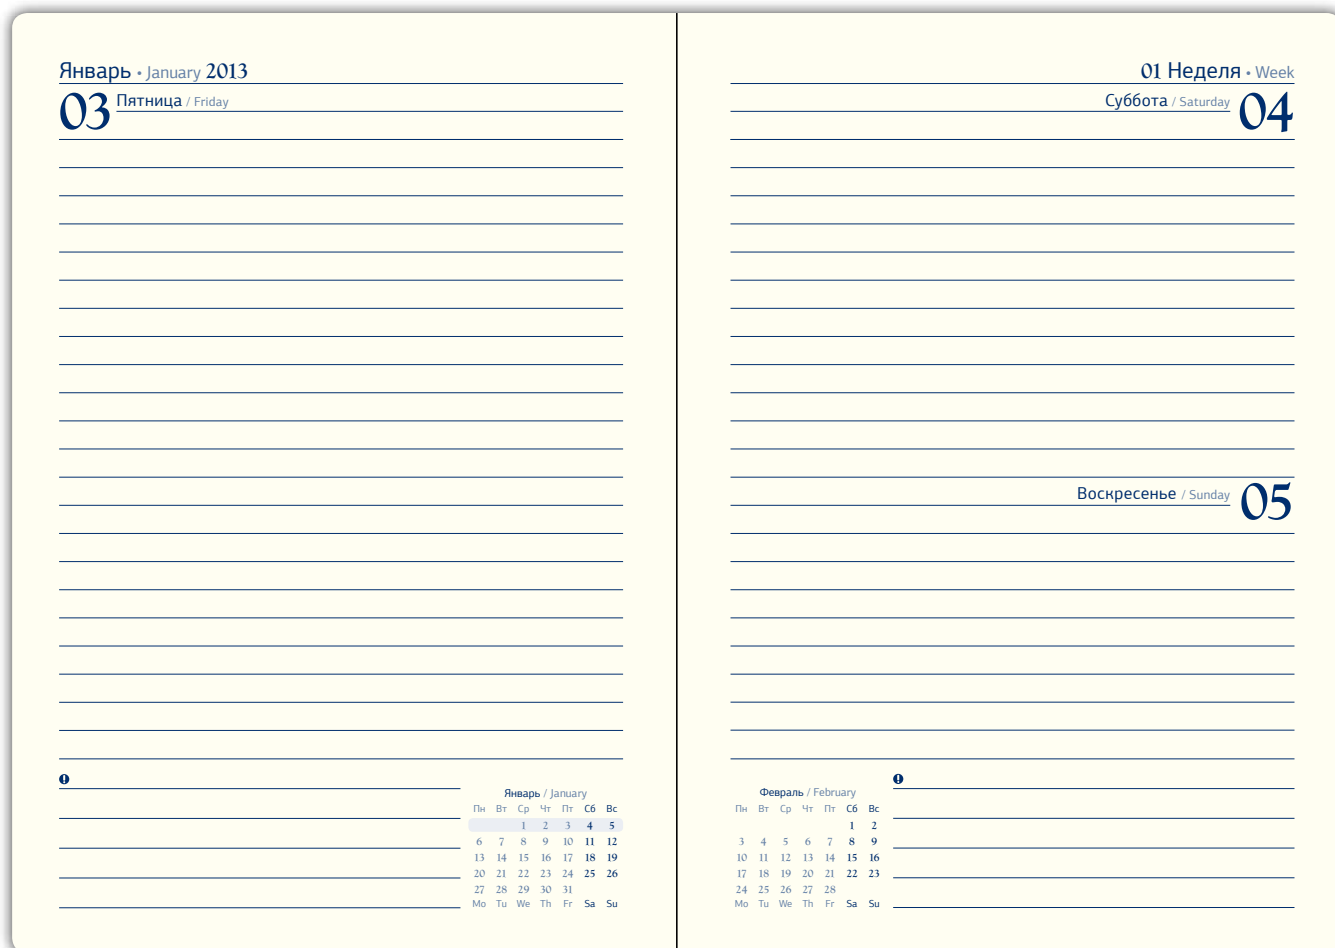 Январь • January 2013
03 Пятница / Friday
Январь / January
Пн Вт Ср Чт Пт Сб Вс
1 2 3 4 5
6 7 8 9 10 11 12
13 14 15 16 17 18 19
20 21 22 23 24 25 26
27 28 29 30 31
Mo Tu We Th Fr Sa Su
01 Неделя • Week
Суббота / Saturday 04
Воскресенье / Sunday 05
Февраль / February
Пн Вт Ср Чт Пт Сб Вс
1 2
3 4 5 6 7 8 9
10 11 12 13 14 15 16
17 18 19 20 21 22 23
24 25 26 27 28
Mo Tu We Th Fr Sa Su